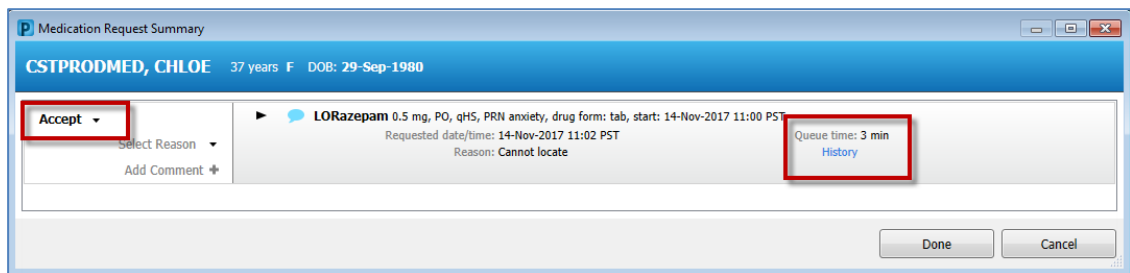 P Medication Request Summary
CSTPRODMED, CHLOE 37 years F DOB: 29-Sep-1980
Accept
LORazepam 0.5 mg, PO, qHS, PRN anxiety, drug form: tab, start: 14-Nov-2017 11:00 PST
Select Reason
Requested date/time: 14-Nov-2017 11:02 PST
Queue time: 3 min
Reason: Cannot locate
History
Add Comment
Done Cancel